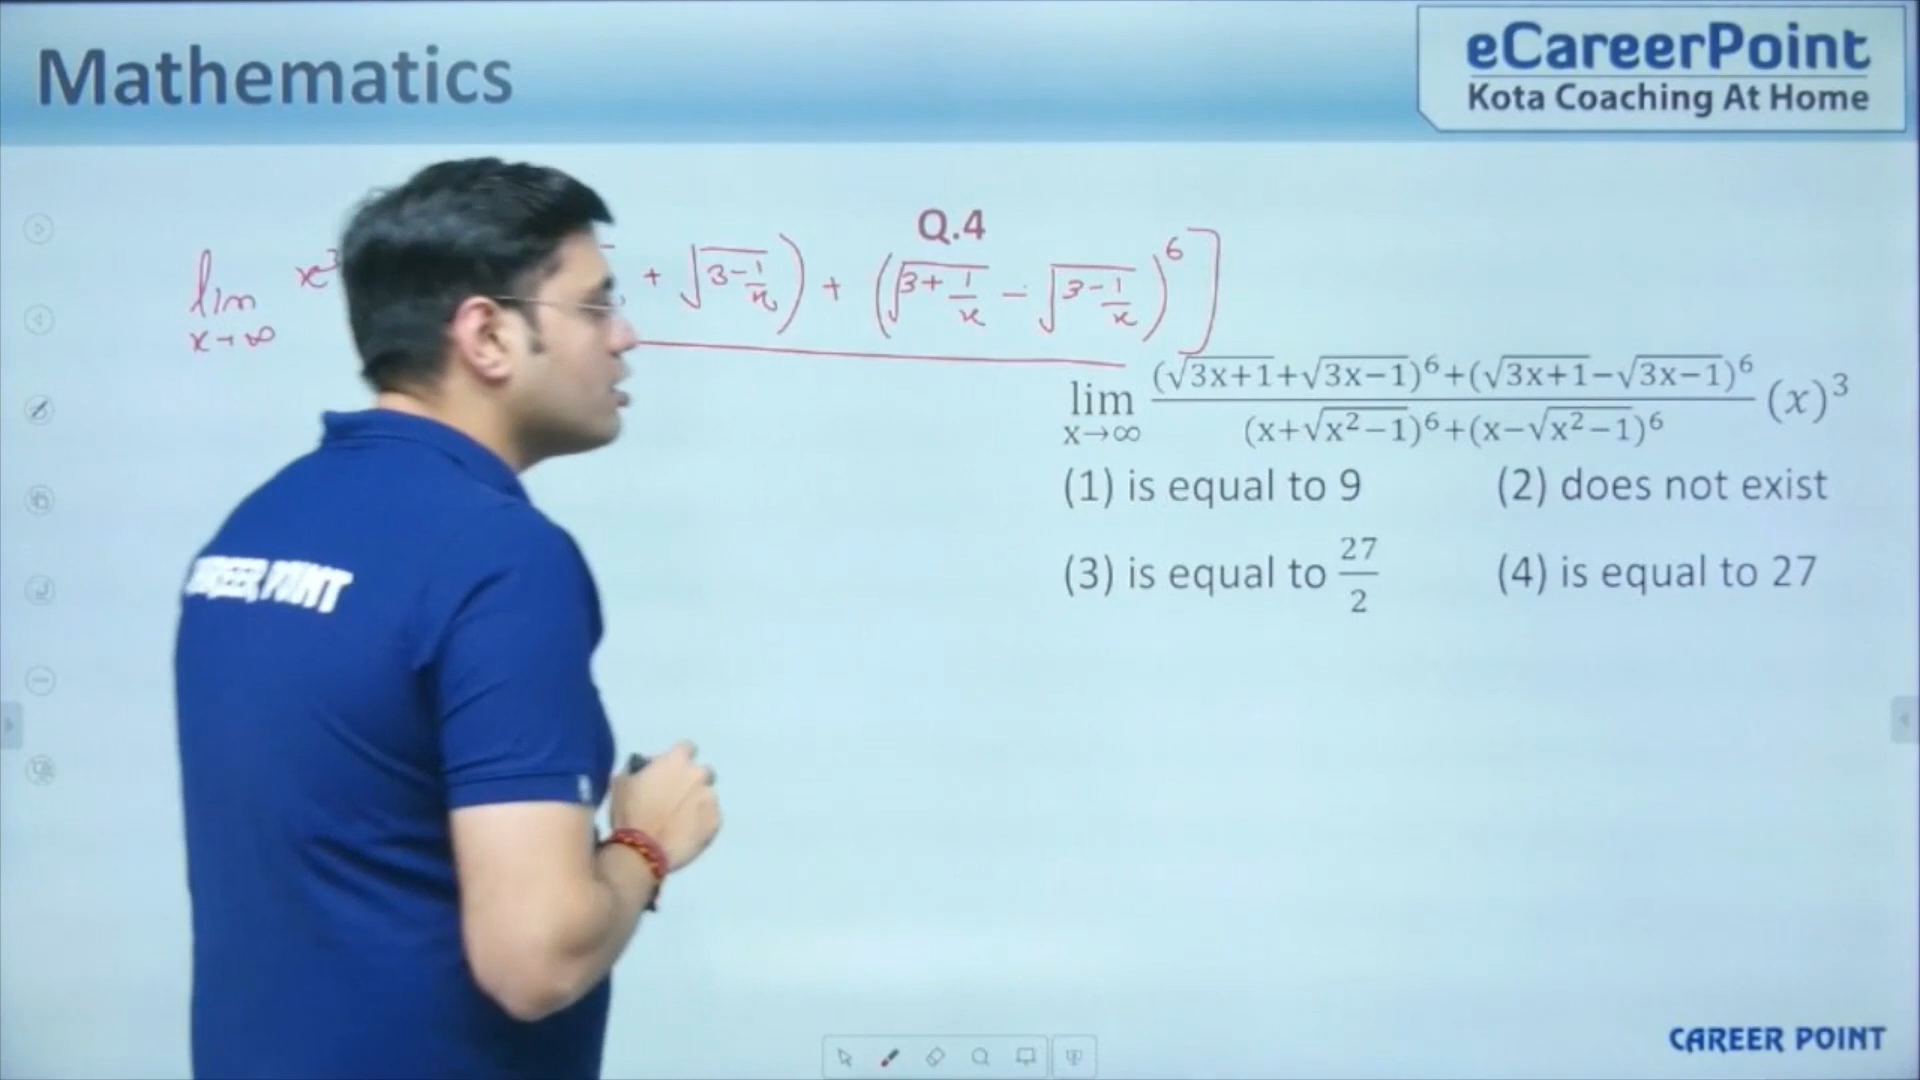 Mathematics
eCareerPoint
Kota Coaching At Home
Q.4
lim x→∞ x³ + √(3-1/x)) + (√(3+1/x) - √(3-1/x))⁶]
lim x→∞ ((√(3x+1)+√(3x−1))⁶+(√(3x+1)−√(3x−1))⁶)/((x+√(x²−1))⁶+(x−√(x²−1))⁶) (x)³
(1) is equal to 9 (2) does not exist
(3) is equal to 27/2 (4) is equal to 27
CAREER POINT
CAREER POINT